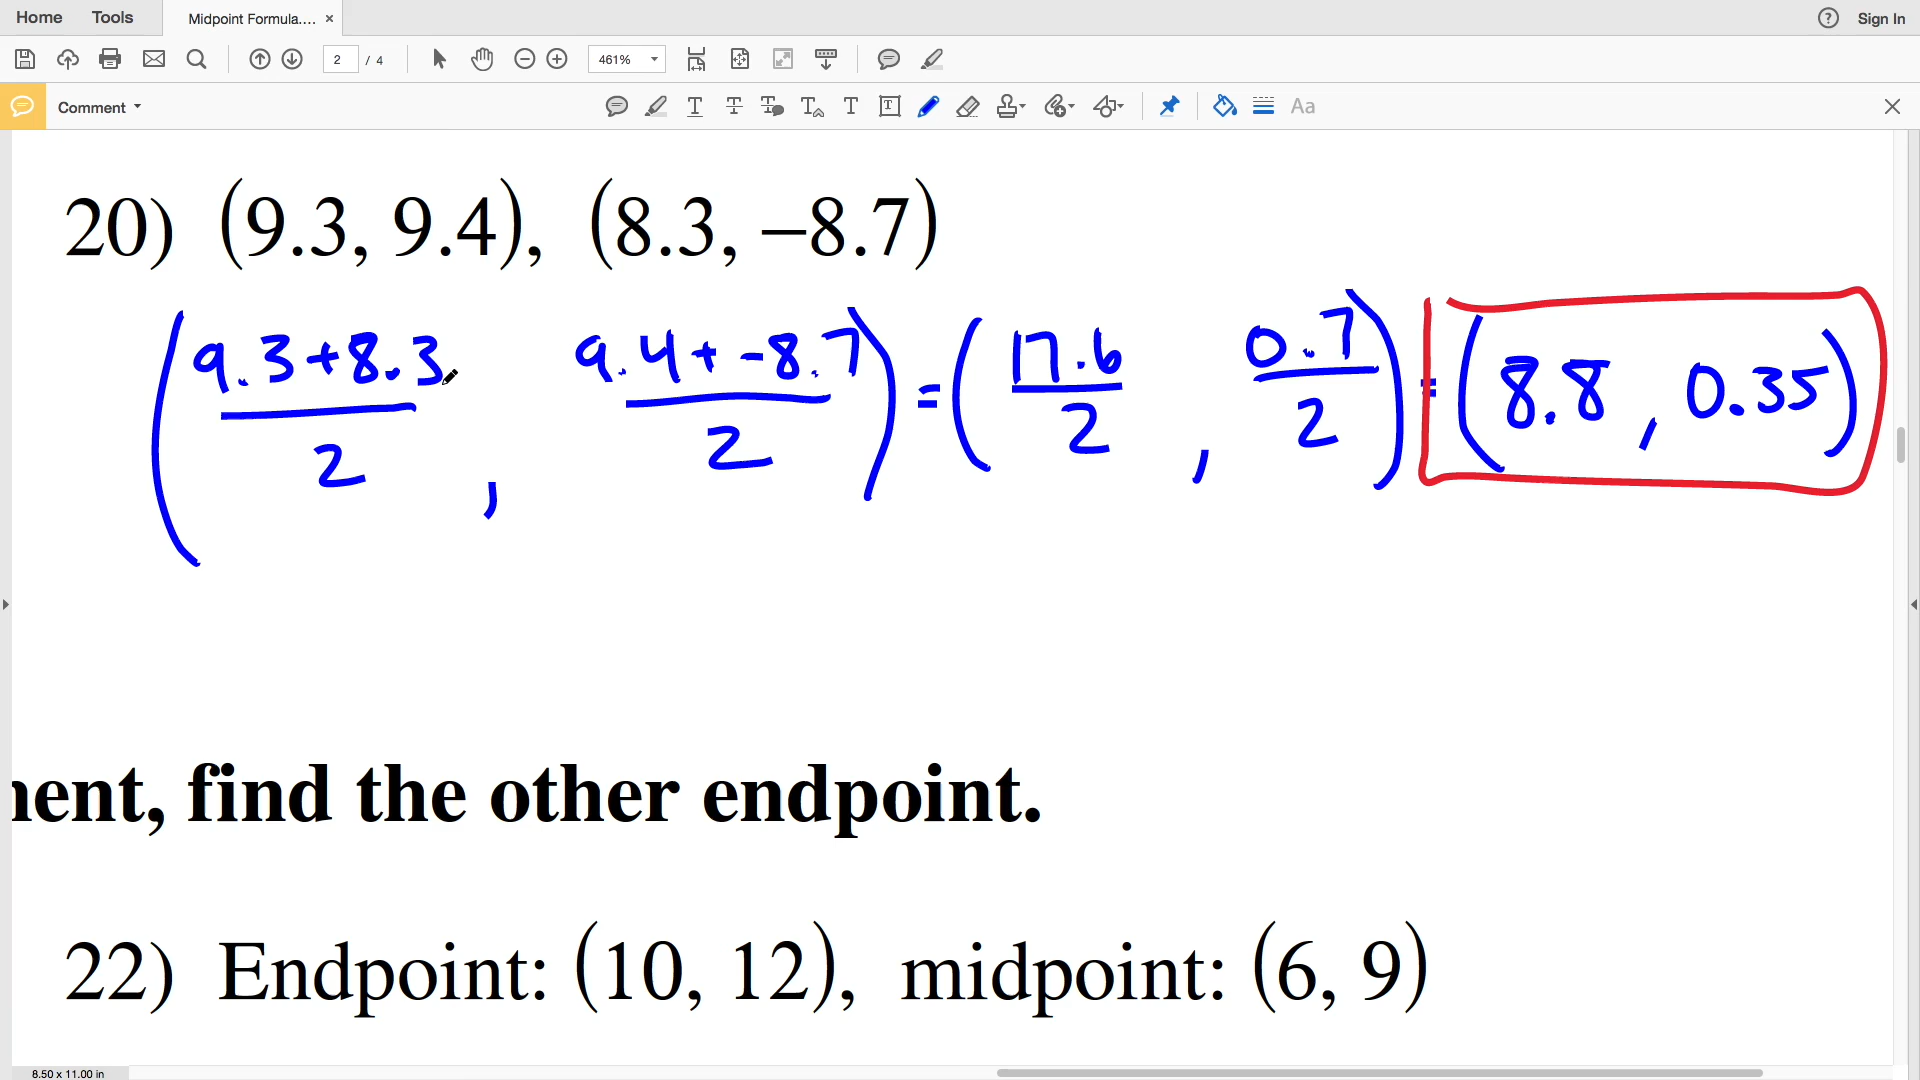 Home Tools Midpoint Formula.... × ? Sign In
2 / 4 461%
Comment T T T T T T Aa
20) (9.3, 9.4), (8.3, –8.7)
(9.3+8.3/2, 9.4+-8.7/2) = (17.6/2, 0.7/2) = (8.8, 0.35)
nent, find the other endpoint.
22) Endpoint: (10, 12), midpoint: (6, 9)
8.50 x 11.00 in